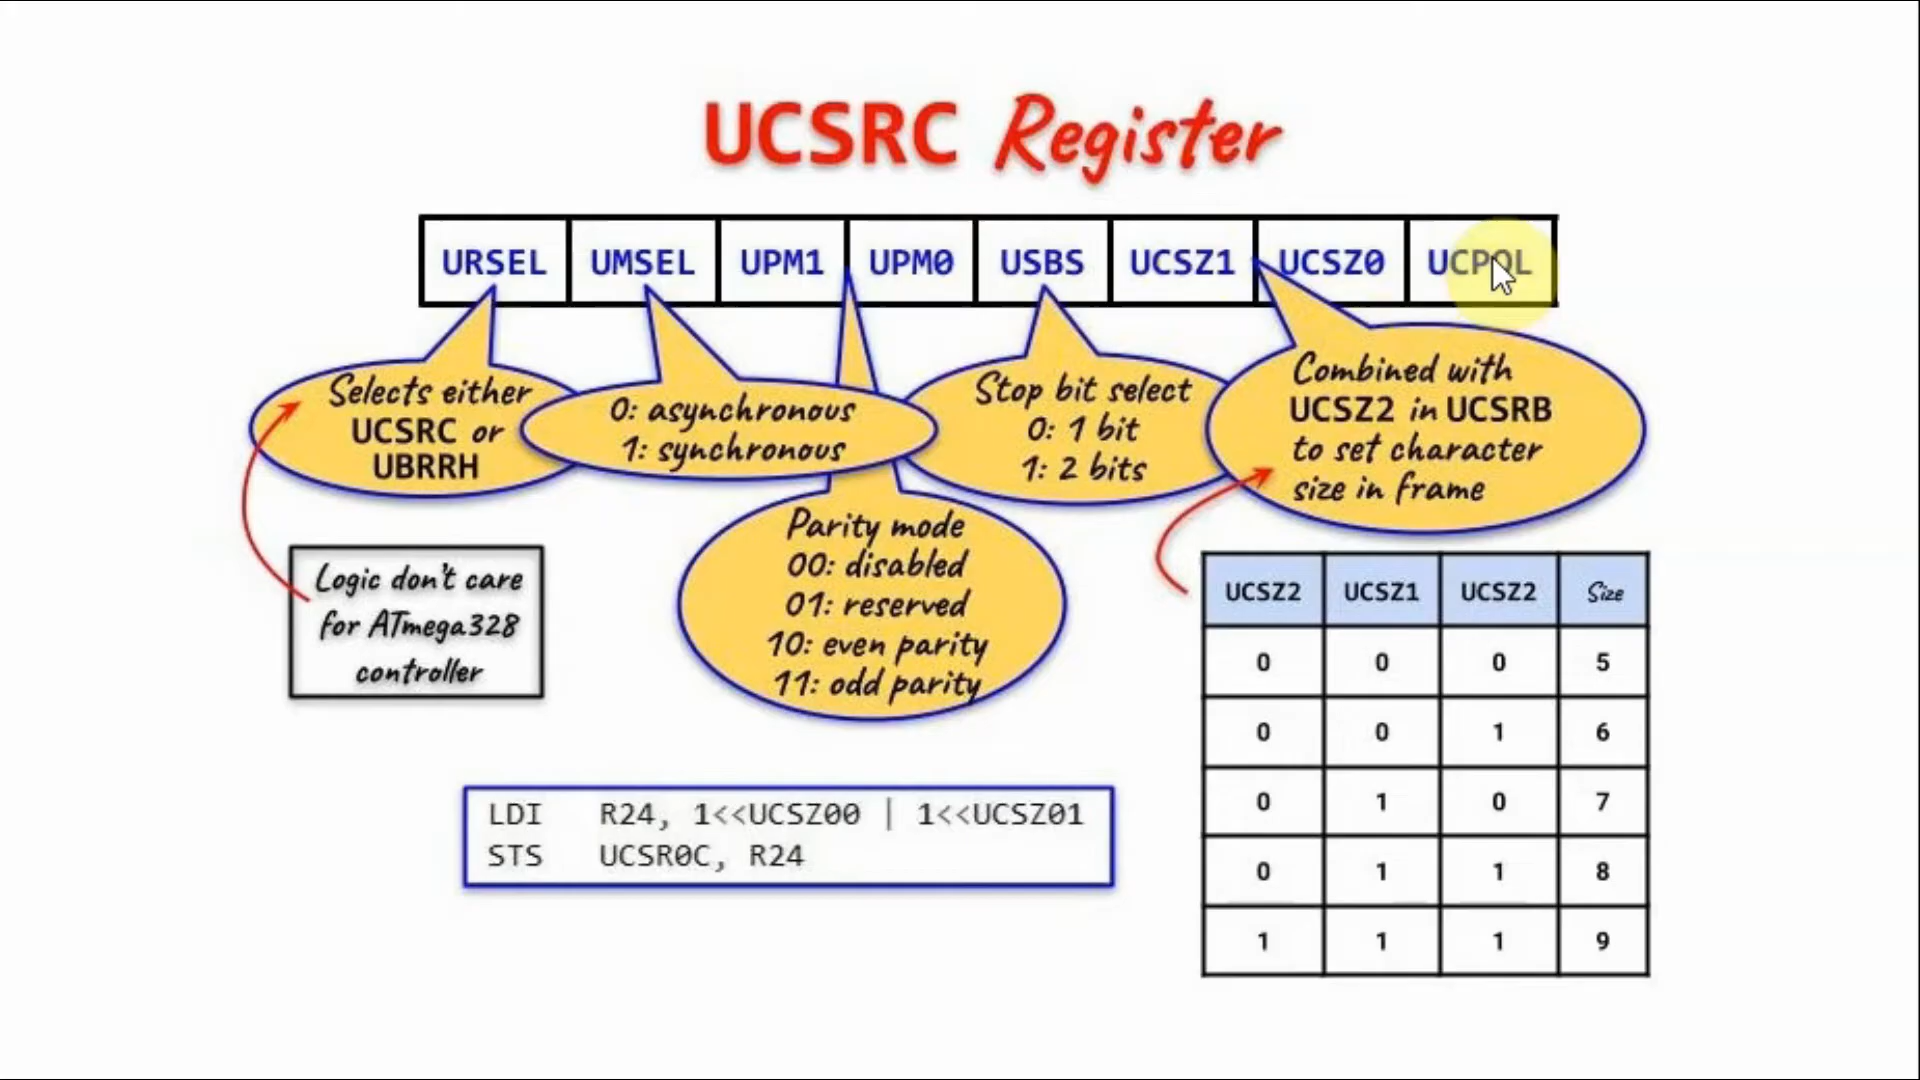 UCSRC Register
URSEL UMSEL UPM1 UPM0 USBS UCSZ1 UCSZ0 UCPOL
Selects either
UCSRC or
UBRRH
0: asynchronous
1: synchronous
Stop bit select
0: 1 bit
1: 2 bits
Combined with
UCSZ2 in UCSRB
to set character
size in frame
Parity mode
00: disabled
01: reserved
10: even parity
11: odd parity
Logic don't care
for ATmega328
controller
UCSZ2 UCSZ1 UCSZ2 Size
0 0 0 5
0 0 1 6
0 1 0 7
0 1 1 8
1 1 1 9
LDI R24, 1<<UCSZ00 | 1<<UCSZ01
STS UCSR0C, R24